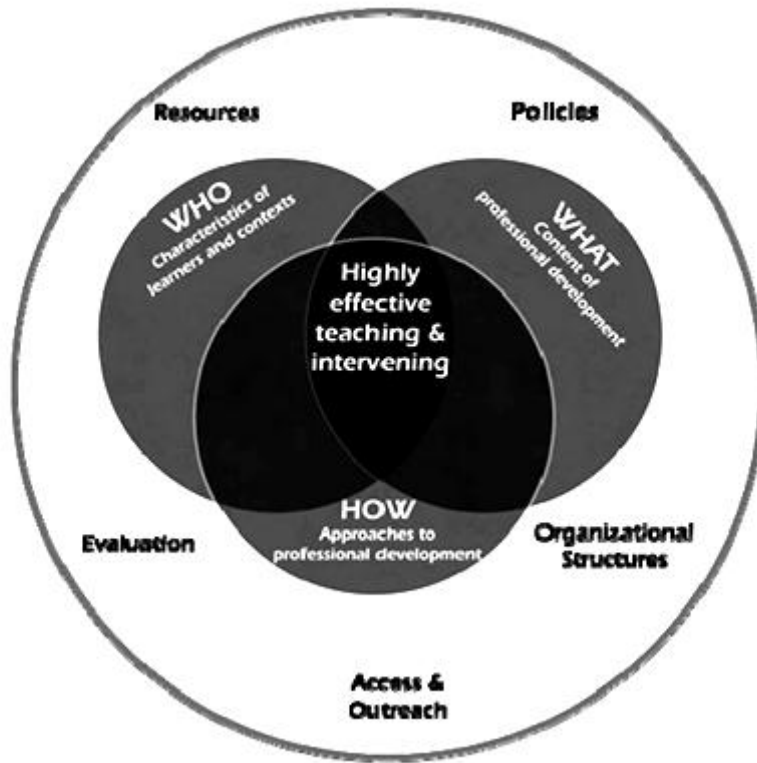 Resources
Policies
WHO
Characteristics of
learners and contexts
WHAT
Content of
professional development
Highly
effective
teaching &
intervening
HOW
Approaches to
professional development
Evaluation
Organizational
Structures
Access &
Outreach